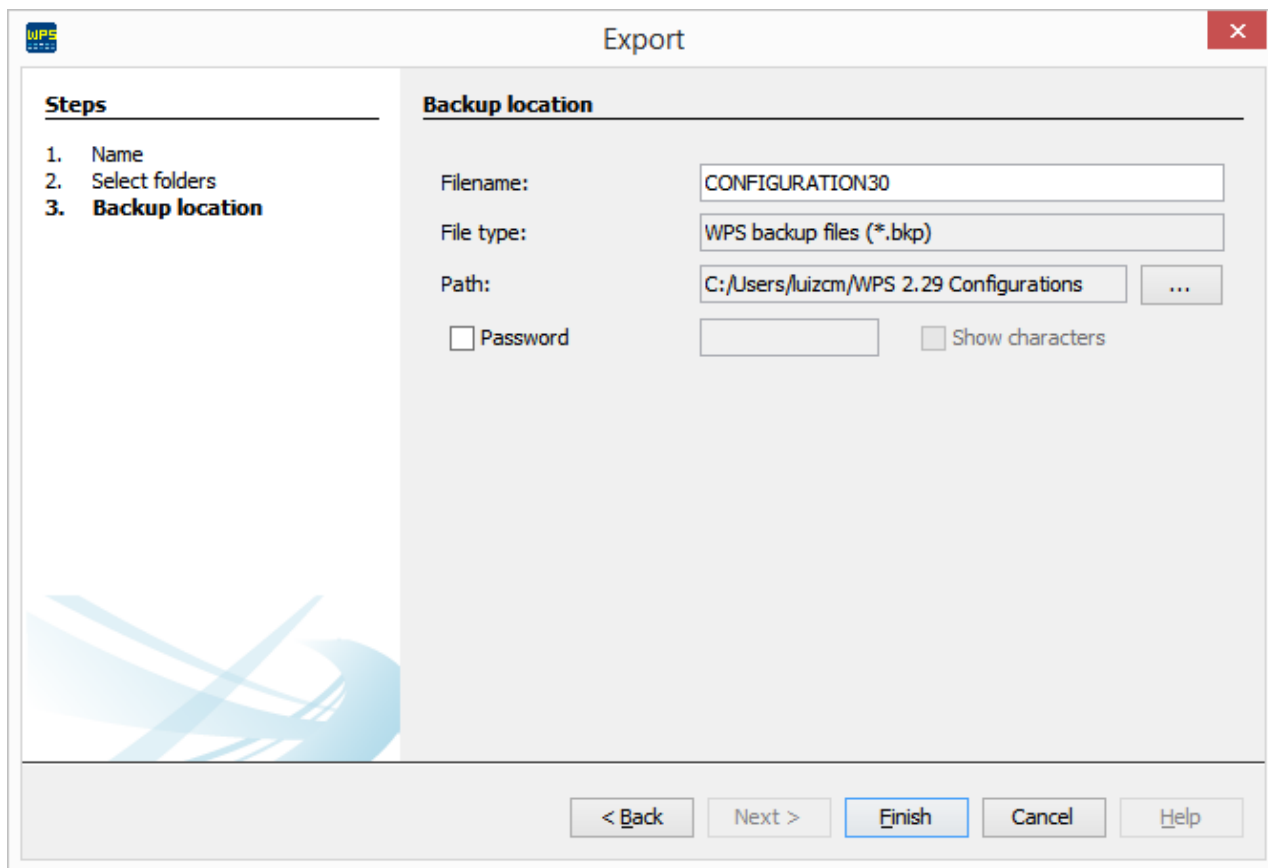 WPS
Export
Steps
1. Name
2. Select folders
3. Backup location
Backup location
Filename: CONFIGURATION30
File type: WPS backup files (*.bkp)
Path: C:/Users/luizcm/WPS 2.29 Configurations ...
Password Show characters
< Back Next > Finish Cancel Help